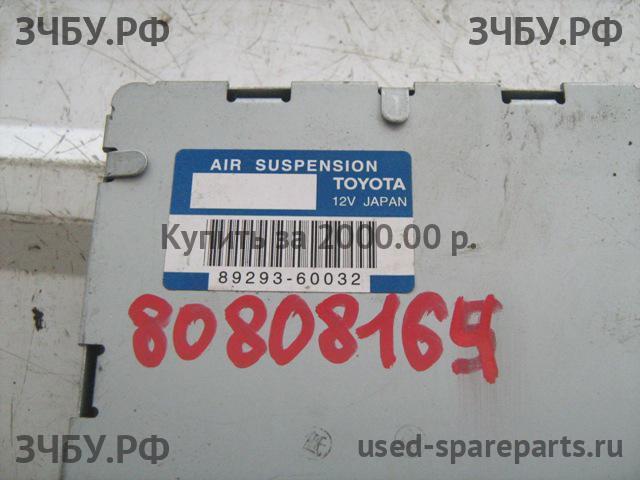 ЗЧБУ.РФ ЗЧБУ.РФ
AIR SUSPENSION
TOYOTA
12V JAPAN
Купить за 2000.00 р.
89293-60032
80808164
ЗЧБУ.РФ used-spareparts.ru